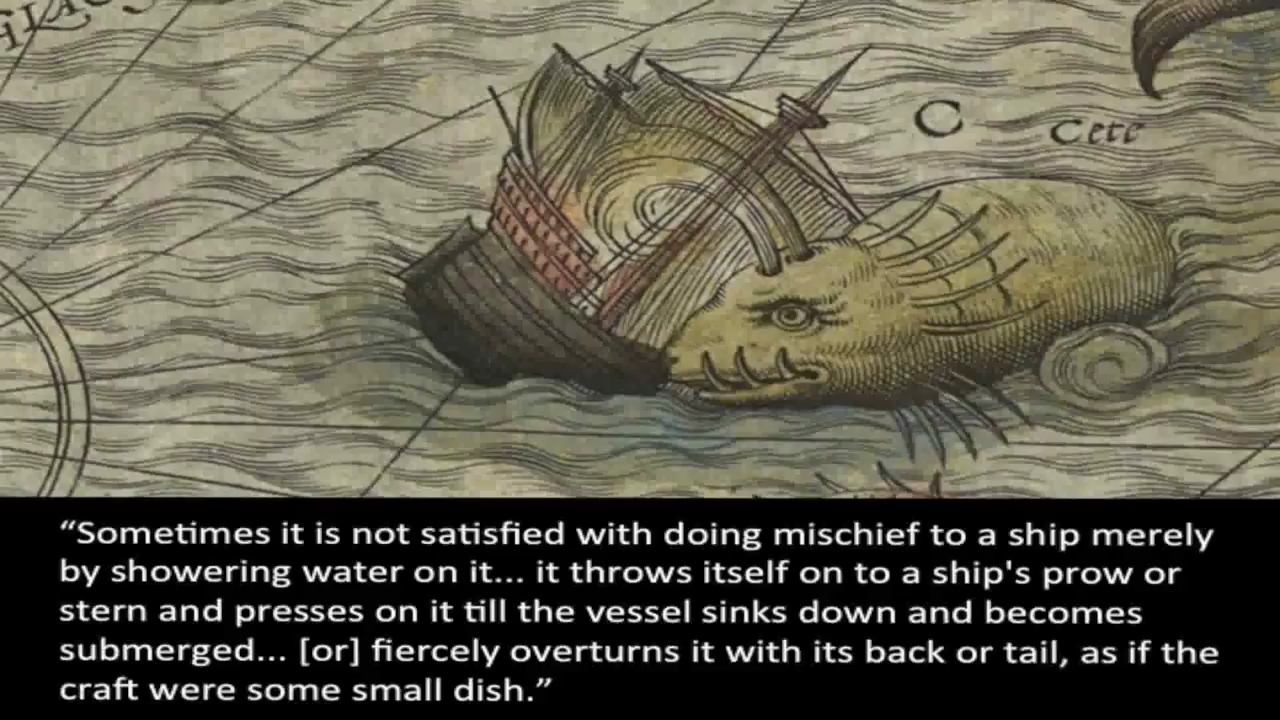 C Cete
“Sometimes it is not satisfied with doing mischief to a ship merely
by showering water on it... it throws itself on to a ship's prow or
stern and presses on it till the vessel sinks down and becomes
submerged... [or] fiercely overturns it with its back or tail, as if the
craft were some small dish.”